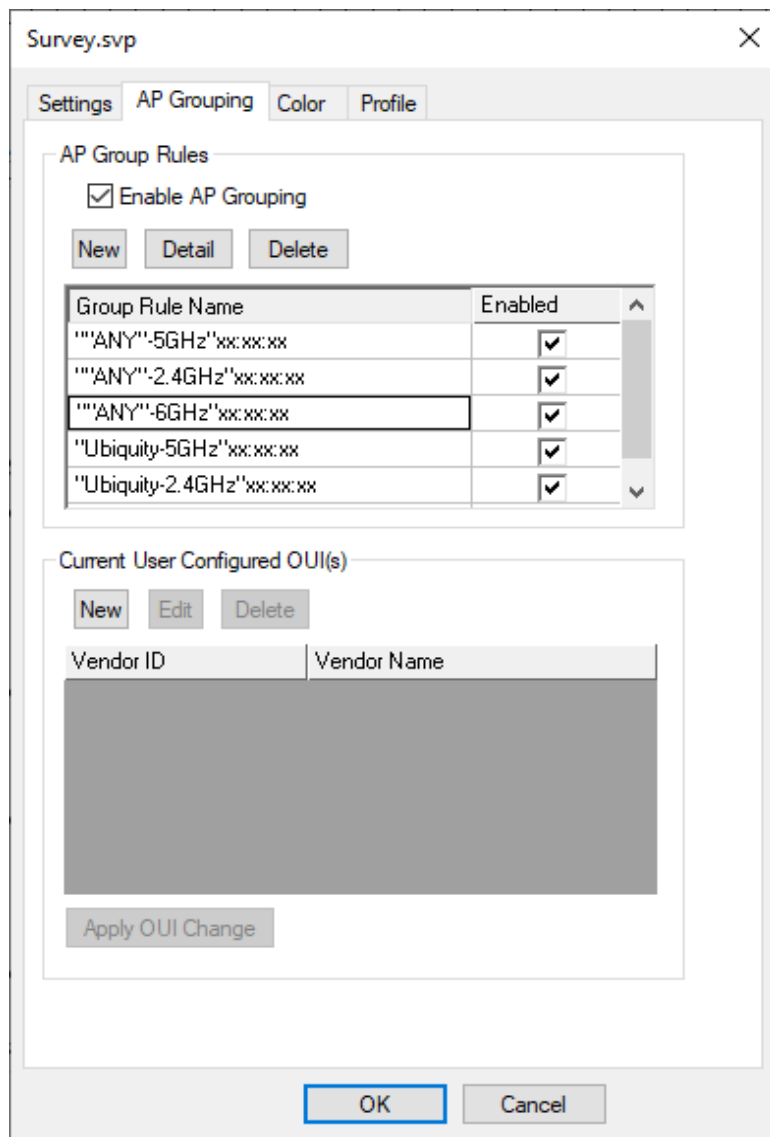 Survey.svp
Settings AP Grouping Color Profile
AP Group Rules
Enable AP Grouping
New Detail Delete
Group Rule Name Enabled
""ANY"-5GHz"xx:xx:xx
""ANY"-2.4GHz"xx:xx:xx
""ANY"-6GHz"xx:xx:xx
"Ubiquity-5GHz"xx:xx:xx
"Ubiquity-2.4GHz"xx:xx:xx
Current User Configured OUI(s)
New Edit Delete
Vendor ID Vendor Name
Apply OUI Change
OK Cancel